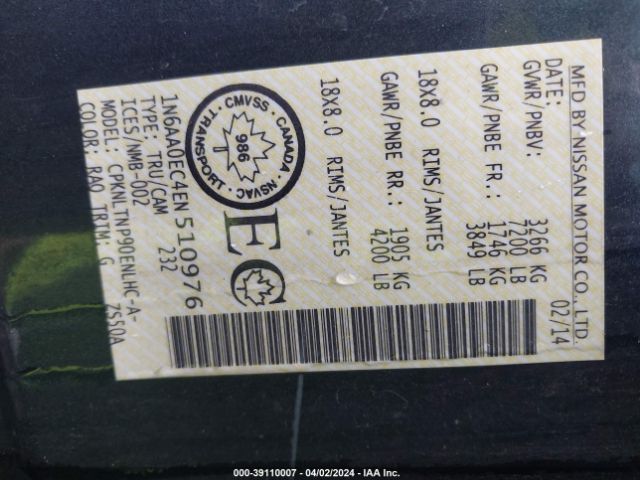 MFD BY NISSAN MOTOR CO., LTD.
DATE: 02/14
GVWR/PNBV: 3266 KG
7200 LB
GAWR/PNBE FR.: 1746 KG
3849 LB
18X8.0 RIMS/JANTES
GAWR/PNBE RR.: 1905 KG
4200 LB
18X8.0 RIMS/JANTES
CMVSS · CANADA · NSVAC · TRANSPORT ·
986
T
EC
1N6AA0EC4EN510976
TYPE: TRU/CAM 232
ICES/NMB-002
MODEL: CPKNLTNP90ENLHC-A-
COLOR: RAQ TRIM: G ZS50A
000-39110007 - 04/02/2024 - IAA Inc.